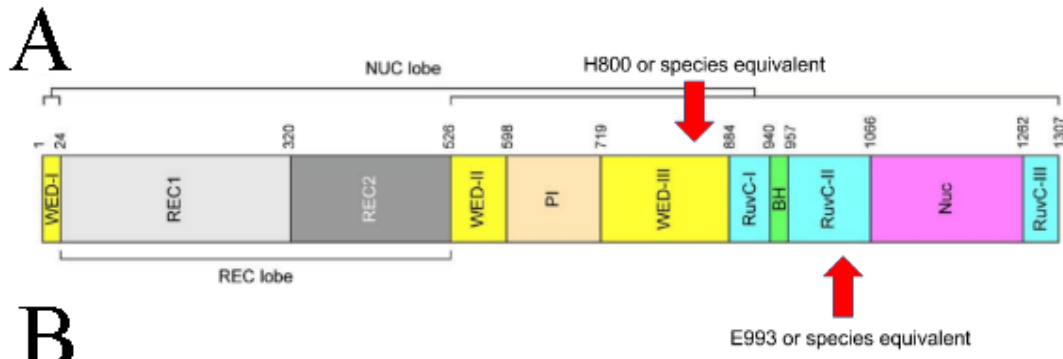 A
NUC lobe
H800 or species equivalent
1 24 320 526 598 719 884 940 957 1066 1262 1307
WED-I REC1 REC2 WED-II PI WED-III RuvC-I BH RuvC-II Nuc RuvC-III
REC lobe
B
E993 or species equivalent